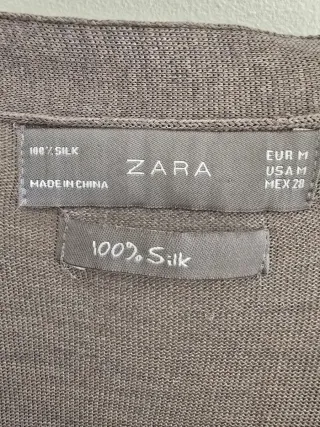 100% SILK
ZARA
MADE IN CHINA
EUR M
USA M
MEX 28
100% Silk